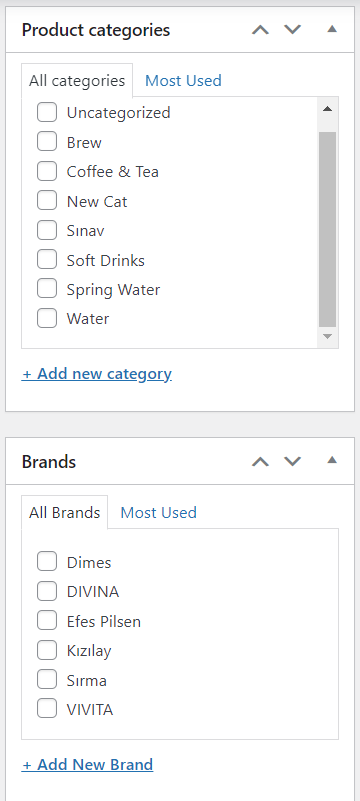 Product categories
All categories Most Used
Uncategorized
Brew
Coffee & Tea
New Cat
Sınav
Soft Drinks
Spring Water
Water
+ Add new category
Brands
All Brands Most Used
Dimes
DIVINA
Efes Pilsen
Kızılay
Sırma
VIVITA
+ Add New Brand